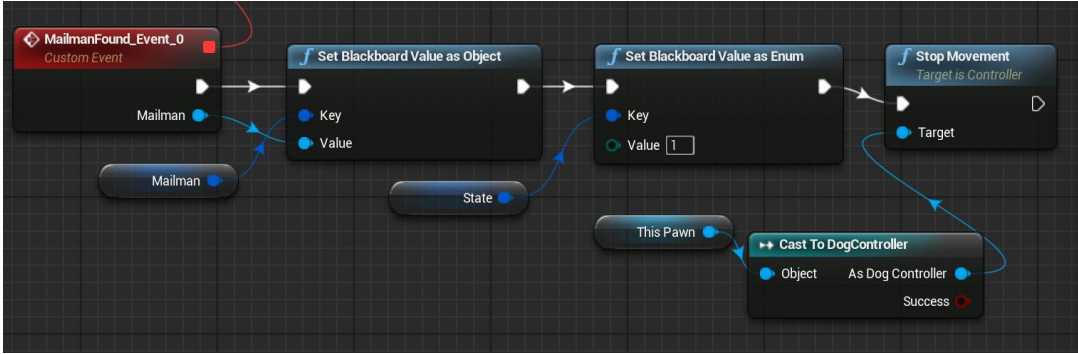 MailmanFound_Event_0
Custom Event
Mailman
Mailman
Set Blackboard Value as Object
Key
Value
State
Set Blackboard Value as Enum
Key
Value 1
This Pawn
Cast To DogController
Object As Dog Controller
Success
Stop Movement
Target is Controller
Target